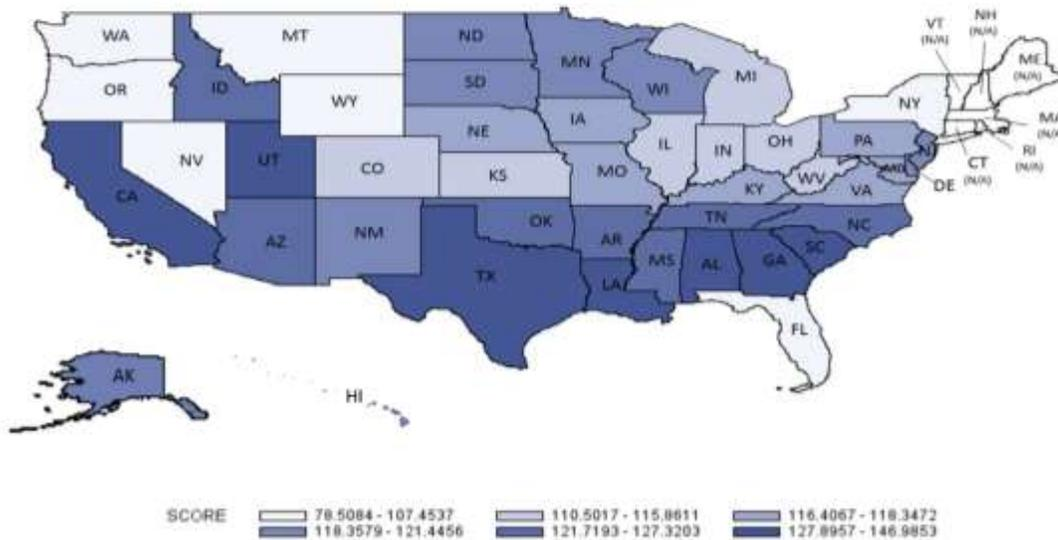 WA
MT
ND
MN
VT
(N/A)
NH
(N/A)
ME
(N/A)
OR
ID
SD
WI
MI
WY
NY
MA
IA
NE
PA
RI
(N/A)
NV
UT
CO
IL
IN
OH
NJ
CT
(N/A)
CA
KS
MO
WV
MD
DE
KY
VA
AZ
NM
OK
AR
TN
NC
TX
LA
MS
AL
GA
SC
FL
AK
HI
SCORE 78.5084 - 107.4537 110.5017 - 115.8611 116.4067 - 118.3472
118.3579 - 121.4456 121.7193 - 127.3203 127.8957 - 146.9853